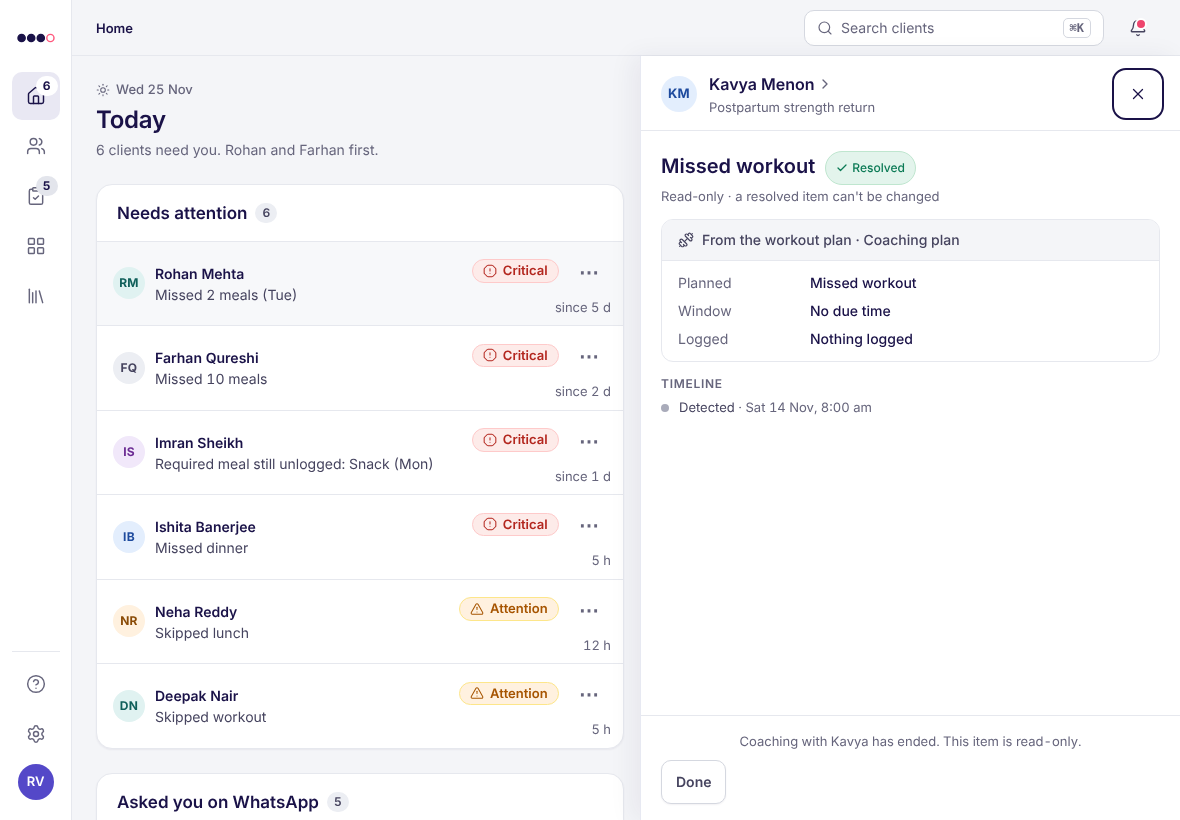 Home
Search clients
⌘K
6
5
RV
Wed 25 Nov
Today
6 clients need you. Rohan and Farhan first.
Needs attention 6
RM
Rohan Mehta
Missed 2 meals (Tue)
Critical
since 5 d
FQ
Farhan Qureshi
Missed 10 meals
Critical
since 2 d
IS
Imran Sheikh
Required meal still unlogged: Snack (Mon)
Critical
since 1 d
IB
Ishita Banerjee
Missed dinner
Critical
5 h
NR
Neha Reddy
Skipped lunch
Attention
12 h
DN
Deepak Nair
Skipped workout
Attention
5 h
Asked you on WhatsApp 5
KM
Kavya Menon
Postpartum strength return
Missed workout
Resolved
Read-only · a resolved item can't be changed
From the workout plan · Coaching plan
Planned Missed workout
Window No due time
Logged Nothing logged
TIMELINE
Detected · Sat 14 Nov, 8:00 am
Coaching with Kavya has ended. This item is read-only.
Done